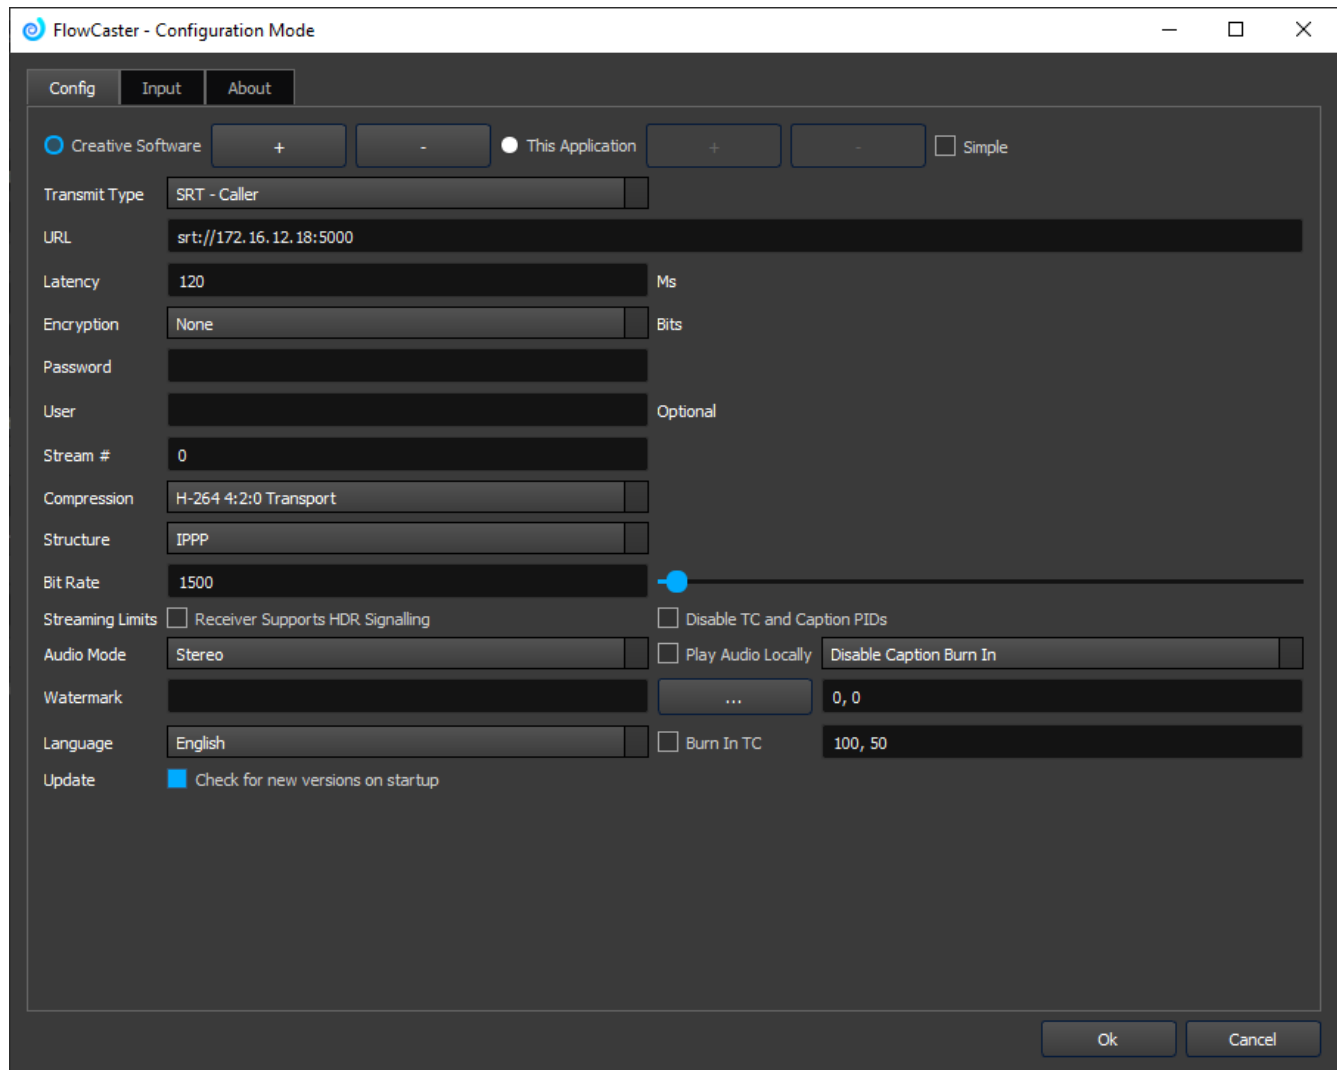 FlowCaster - Configuration Mode
Config Input About
Creative Software + - This Application + - Simple
Transmit Type SRT - Caller
URL srt://172.16.12.18:5000
Latency 120 Ms
Encryption None Bits
Password
User Optional
Stream # 0
Compression H-264 4:2:0 Transport
Structure IPPP
Bit Rate 1500
Streaming Limits Receiver Supports HDR Signalling Disable TC and Caption PIDs
Audio Mode Stereo Play Audio Locally Disable Caption Burn In
Watermark ... 0, 0
Language English Burn In TC 100, 50
Update Check for new versions on startup
Ok Cancel